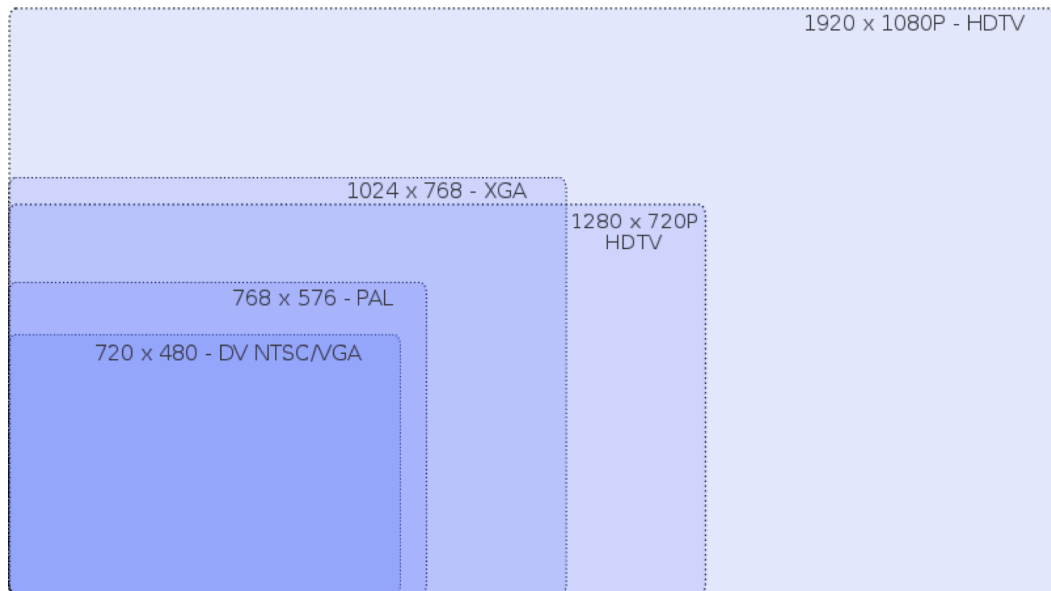 1920 x 1080P - HDTV
1024 x 768 - XGA
1280 x 720P
HDTV
768 x 576 - PAL
720 x 480 - DV NTSC/VGA